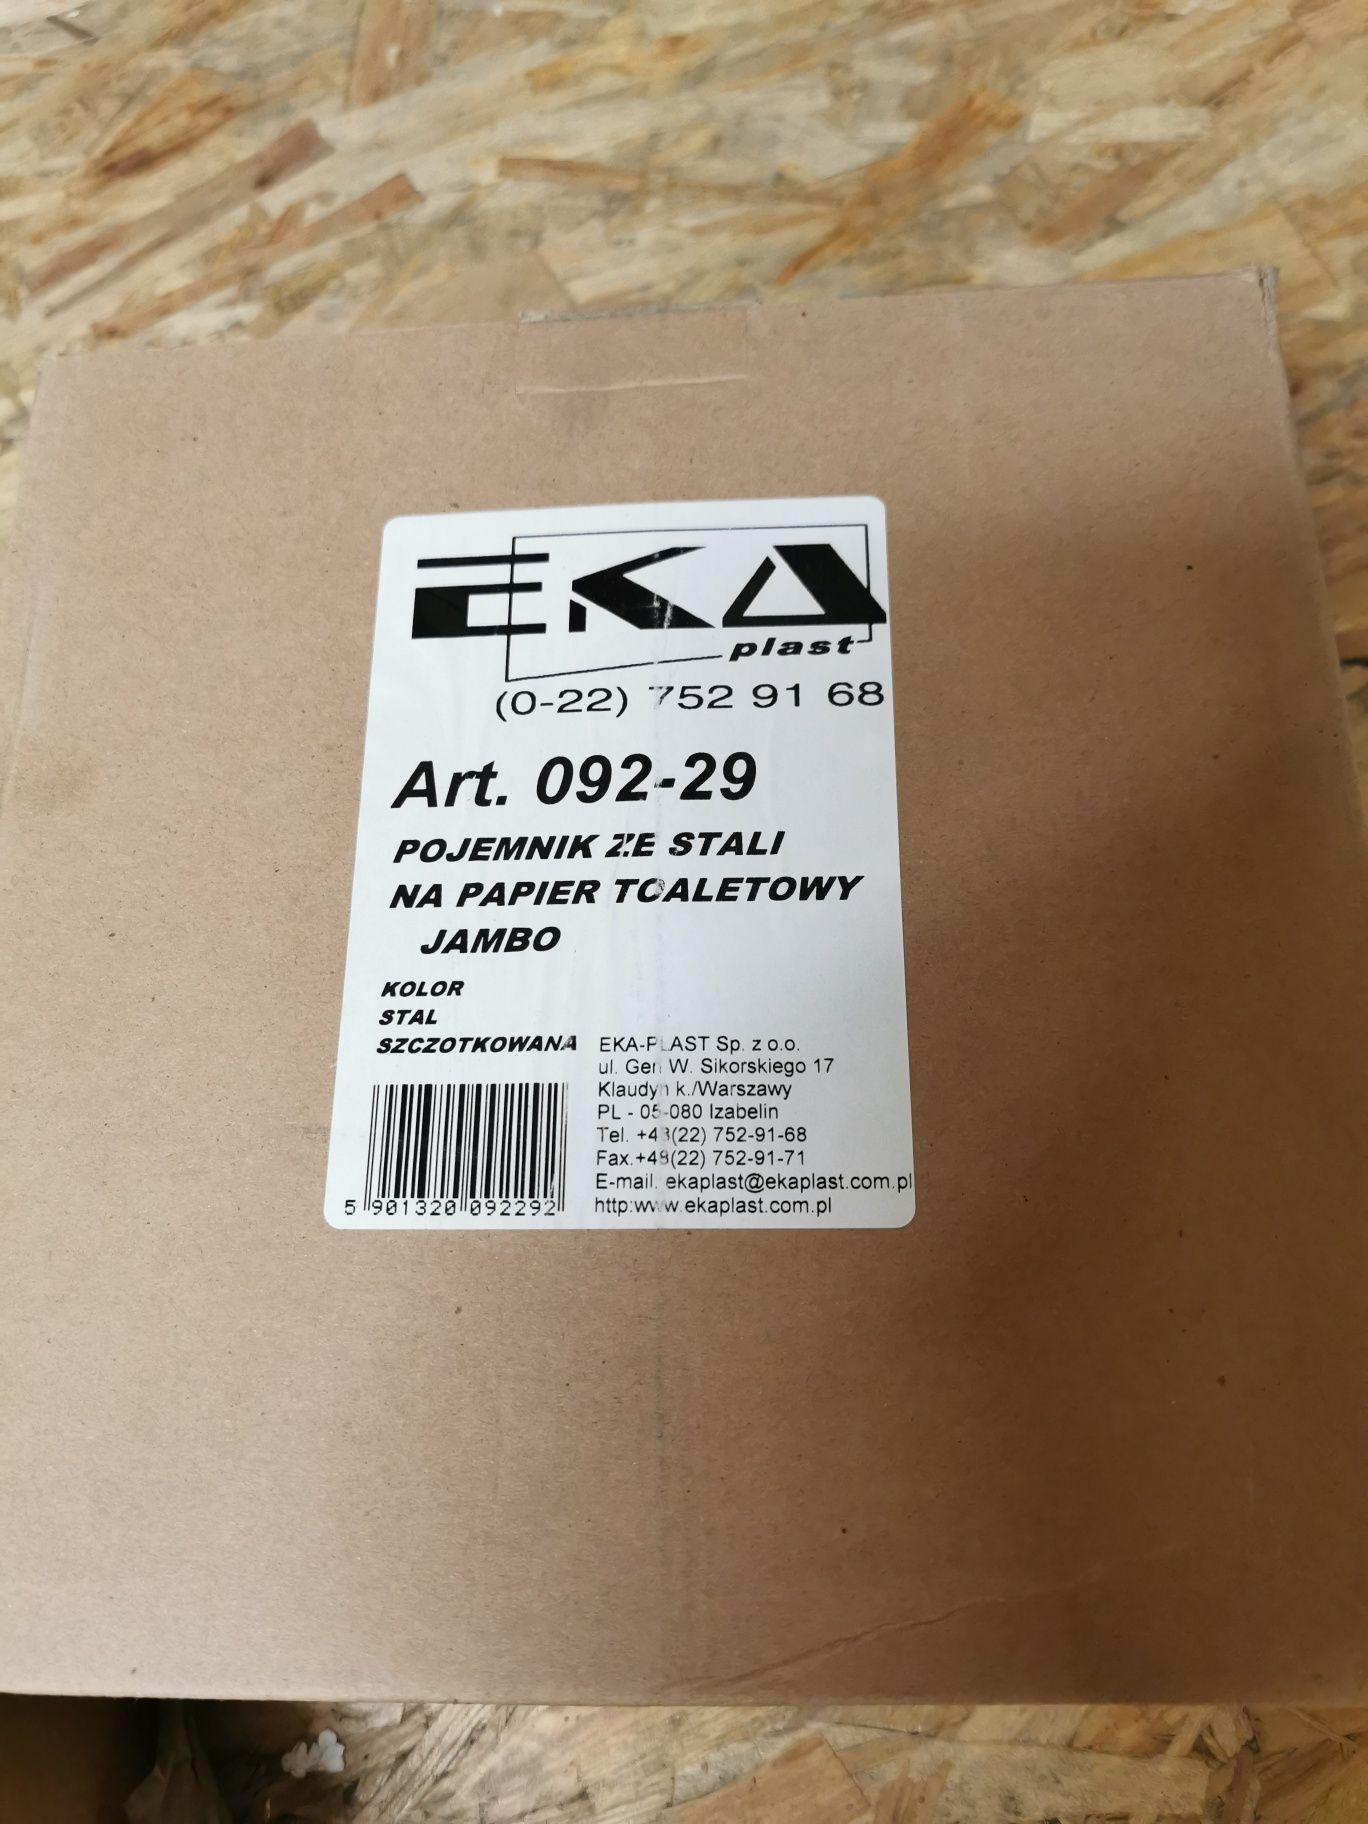 EKA
plast
(0-22) 752 91 68
Art. 092-29
POJEMNIK ZE STALI
NA PAPIER TOALETOWY
JAMBO
KOLOR
STAL
SZCZOTKOWANA
EKA-PLAST Sp. z o.o.
ul. Gen W. Sikorskiego 17
Klaudyn k./Warszawy
PL - 05-080 Izabelin
Tel. +48(22) 752-91-68
Fax.+48(22) 752-91-71
E-mail: ekaplast@ekaplast.com.pl
http:www.ekaplast.com.pl
5 901320 092292